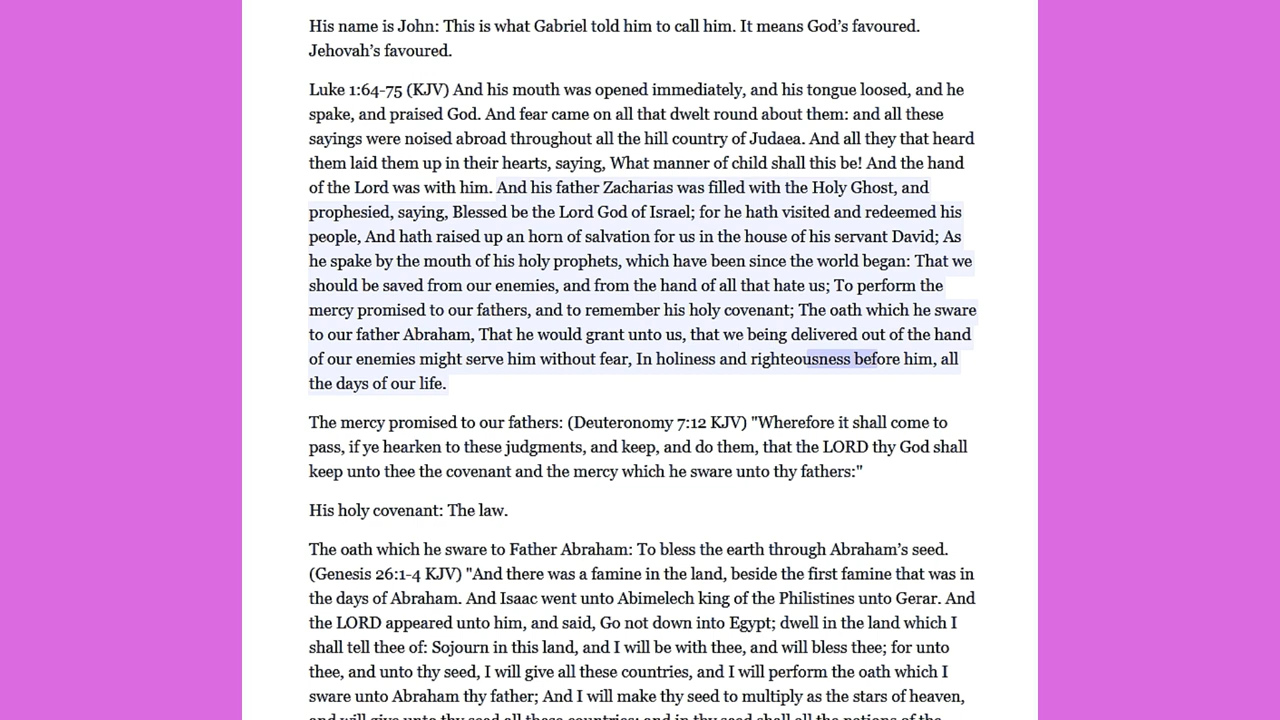 His name is John: This is what Gabriel told him to call him. It means God’s favoured.
Jehovah’s favoured.
Luke 1:64-75 (KJV) And his mouth was opened immediately, and his tongue loosed, and he
spake, and praised God. And fear came on all that dwelt round about them: and all these
sayings were noised abroad throughout all the hill country of Judaea. And all they that heard
them laid them up in their hearts, saying, What manner of child shall this be! And the hand
of the Lord was with him. And his father Zacharias was filled with the Holy Ghost, and
prophesied, saying, Blessed be the Lord God of Israel; for he hath visited and redeemed his
people, And hath raised up an horn of salvation for us in the house of his servant David; As
he spake by the mouth of his holy prophets, which have been since the world began: That we
should be saved from our enemies, and from the hand of all that hate us; To perform the
mercy promised to our fathers, and to remember his holy covenant; The oath which he sware
to our father Abraham, That he would grant unto us, that we being delivered out of the hand
of our enemies might serve him without fear, In holiness and righteousness before him, all
the days of our life.
The mercy promised to our fathers: (Deuteronomy 7:12 KJV) "Wherefore it shall come to
pass, if ye hearken to these judgments, and keep, and do them, that the LORD thy God shall
keep unto thee the covenant and the mercy which he sware unto thy fathers:"
His holy covenant: The law.
The oath which he sware to Father Abraham: To bless the earth through Abraham’s seed.
(Genesis 26:1-4 KJV) "And there was a famine in the land, beside the first famine that was in
the days of Abraham. And Isaac went unto Abimelech king of the Philistines unto Gerar. And
the LORD appeared unto him, and said, Go not down into Egypt; dwell in the land which I
shall tell thee of: Sojourn in this land, and I will be with thee, and will bless thee; for unto
thee, and unto thy seed, I will give all these countries, and I will perform the oath which I
sware unto Abraham thy father; And I will make thy seed to multiply as the stars of heaven,
and will give unto thy seed all these countries; and in thy seed shall all the nations of the